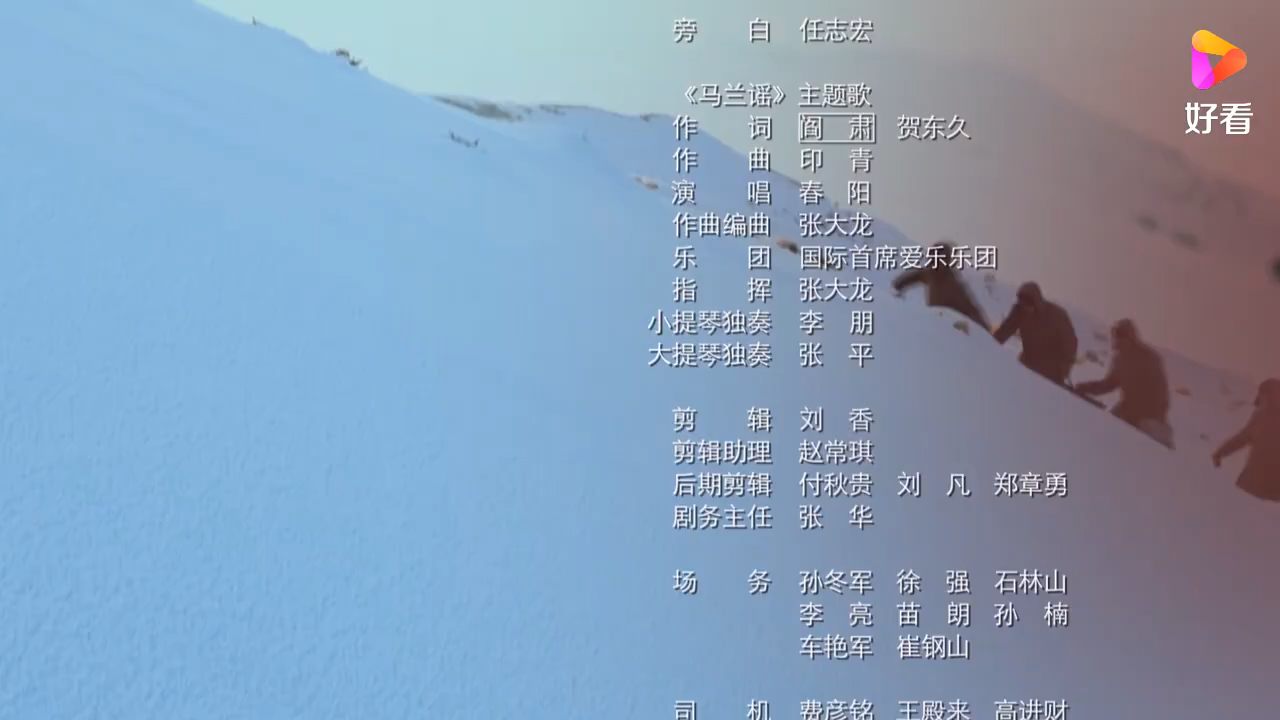 旁 白 任志宏
好看
《马兰谣》主题歌
作 词 阎 肃 贺东久
作 曲 印 青
演 唱 春 阳
作曲编曲 张大龙
乐 团 国际首席爱乐乐团
指 挥 张大龙
小提琴独奏 李 朋
大提琴独奏 张 平
剪 辑 刘 香
剪辑助理 赵常琪
后期剪辑 付秋贵 刘 凡 郑章勇
剧务主任 张 华
场 务 孙冬军 徐 强 石林山
李 亮 苗 朗 孙 楠
车艳军 崔钢山
司 机 费彦铭 王殿来 高进财